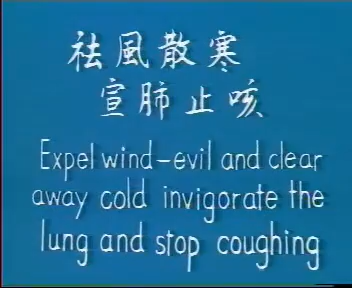 祛風散寒
宣肺止咳
Expel wind-evil and clear
away cold invigorate the
lung and stop coughing